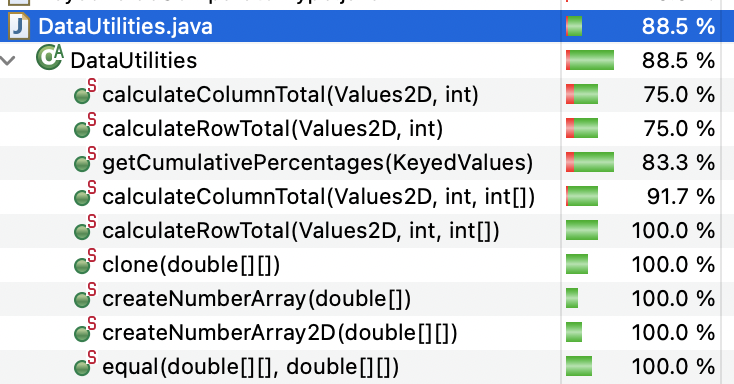 DataUtilities.java 88.5 %
DataUtilities 88.5 %
calculateColumnTotal(Values2D, int) 75.0 %
calculateRowTotal(Values2D, int) 75.0 %
getCumulativePercentages(KeyedValues) 83.3 %
calculateColumnTotal(Values2D, int, int[]) 91.7 %
calculateRowTotal(Values2D, int, int[]) 100.0 %
clone(double[][]) 100.0 %
createNumberArray(double[]) 100.0 %
createNumberArray2D(double[][]) 100.0 %
equal(double[][], double[][]) 100.0 %